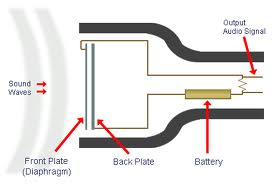 Output
Audio Signal
Sound
Waves
Front Plate
(Diaphragm)
Back Plate
Battery